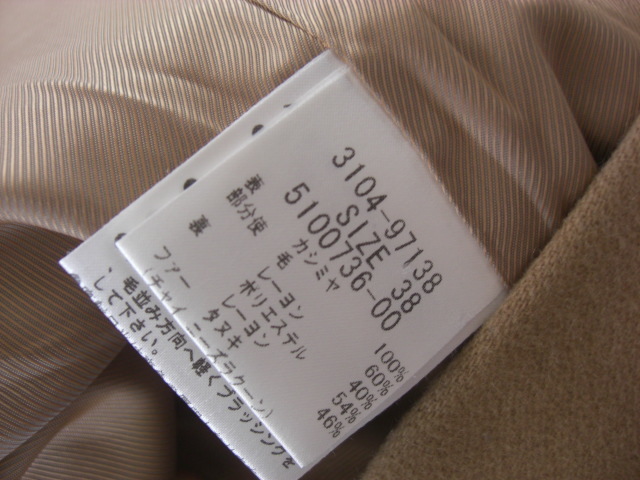 3104-97138
SIZE 38
5100736-00
表 カシミヤ 100%
部分使 毛 60%
レーヨン 40%
裏 ポリエステル 54%
レーヨン 46%
ファー タヌキ
(チャイニーズラクーン)
毛並み方向へ軽くブラッシングを
して下さい。